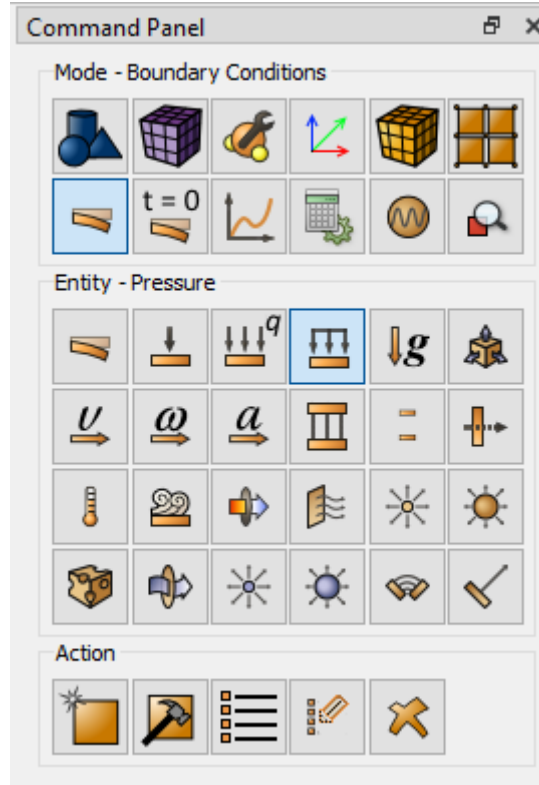 Command Panel
Mode - Boundary Conditions
t = 0
Entity - Pressure
q
g
υ
ω
a
Action